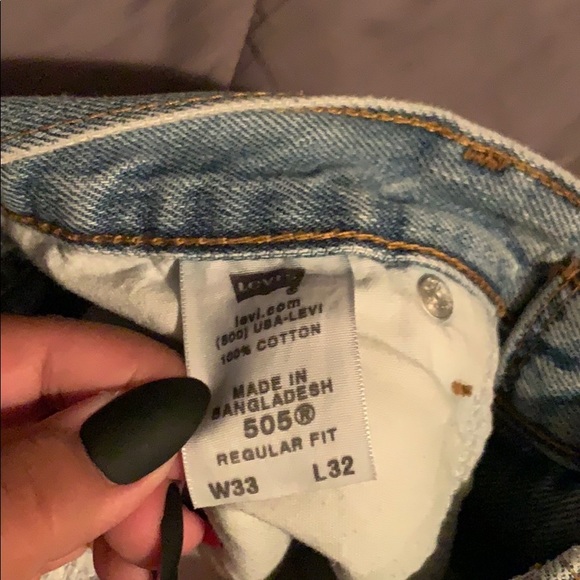 Levi's
levi.com
(800) USA-LEVI
100% COTTON
MADE IN
BANGLADESH
505®
REGULAR FIT
W33 L32